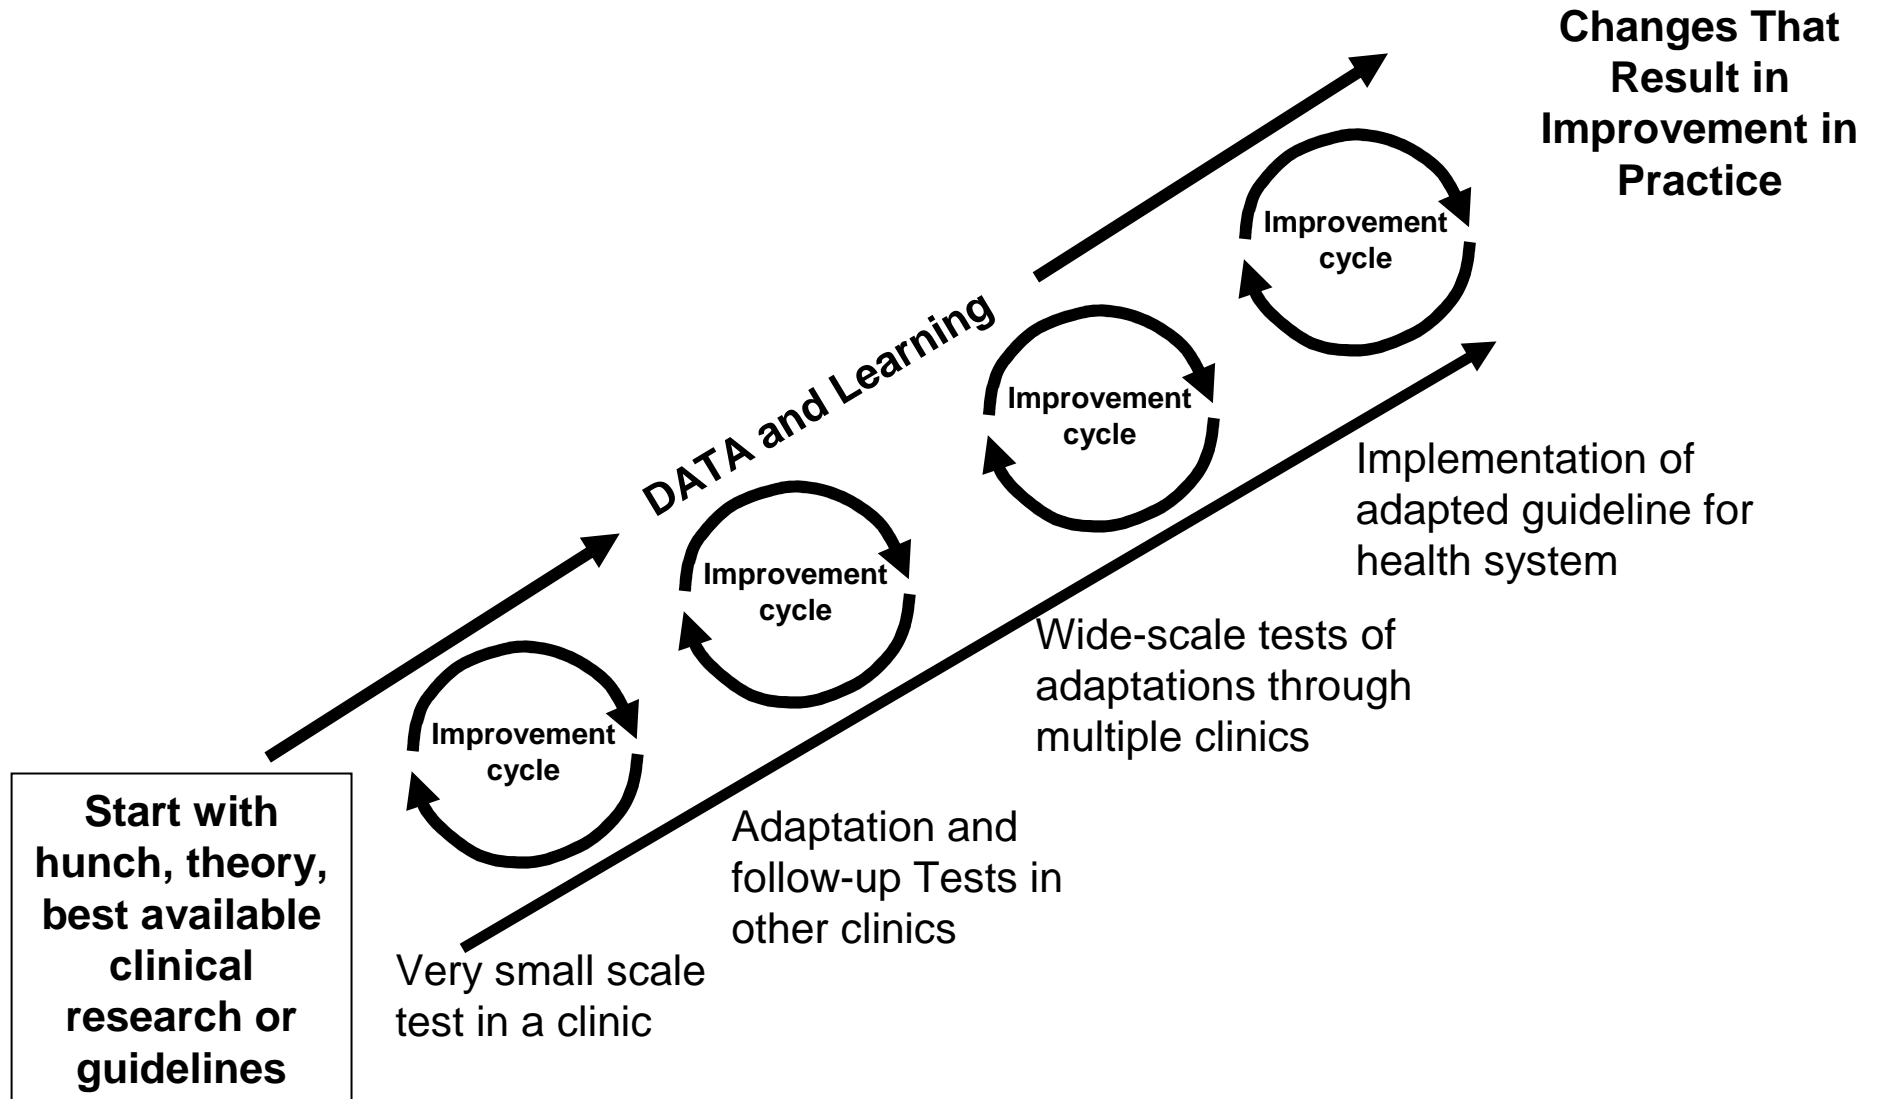 Changes That
Result in
Improvement in
Practice
Improvement
cycle
DATA and Learning
Improvement
cycle
Implementation of
adapted guideline for
health system
Improvement
cycle
Wide-scale tests of
adaptations through
multiple clinics
Improvement
cycle
Adaptation and
follow-up Tests in
other clinics
Start with
hunch, theory,
best available
clinical
research or
guidelines
Very small scale
test in a clinic